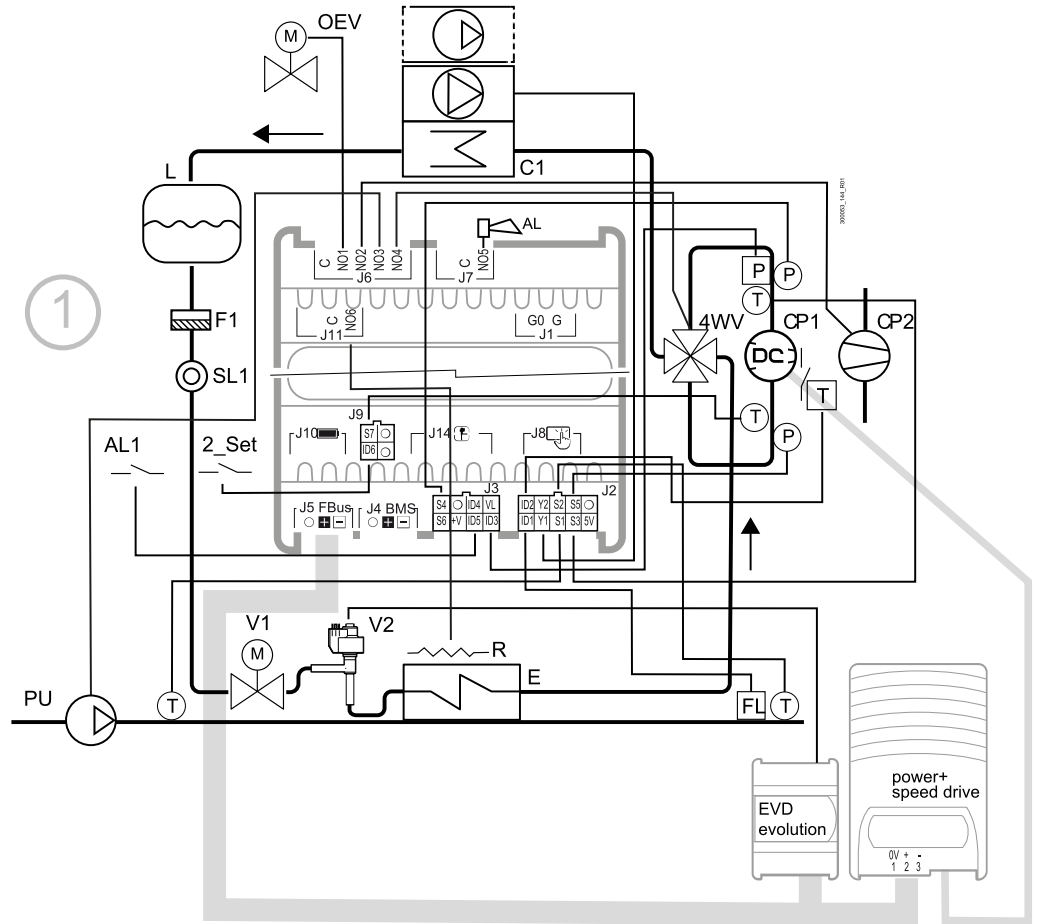 OEV
M
C1
L
300053_144_R01
AL
C NO1 NO2 NO3 NO4
J6
C NO5
J7
1
F1
C NO6
J11
G0 G
J1
P P
T
4WV
CP1
CP2
DC
SL1
T
T
P
J9
S7
ID6
J10
J14
J8
AL1
2_Set
J3
S4 ID4 VL
S6 +V ID5 ID3
J2
ID2 Y2 S2 S5
ID1 Y1 S1 S3 5V
J5 FBus
+ -
J4 BMS
+ -
V1
M
V2
R
E
PU
T
FL T
EVD
evolution
power+
speed drive
0V + -
1 2 3